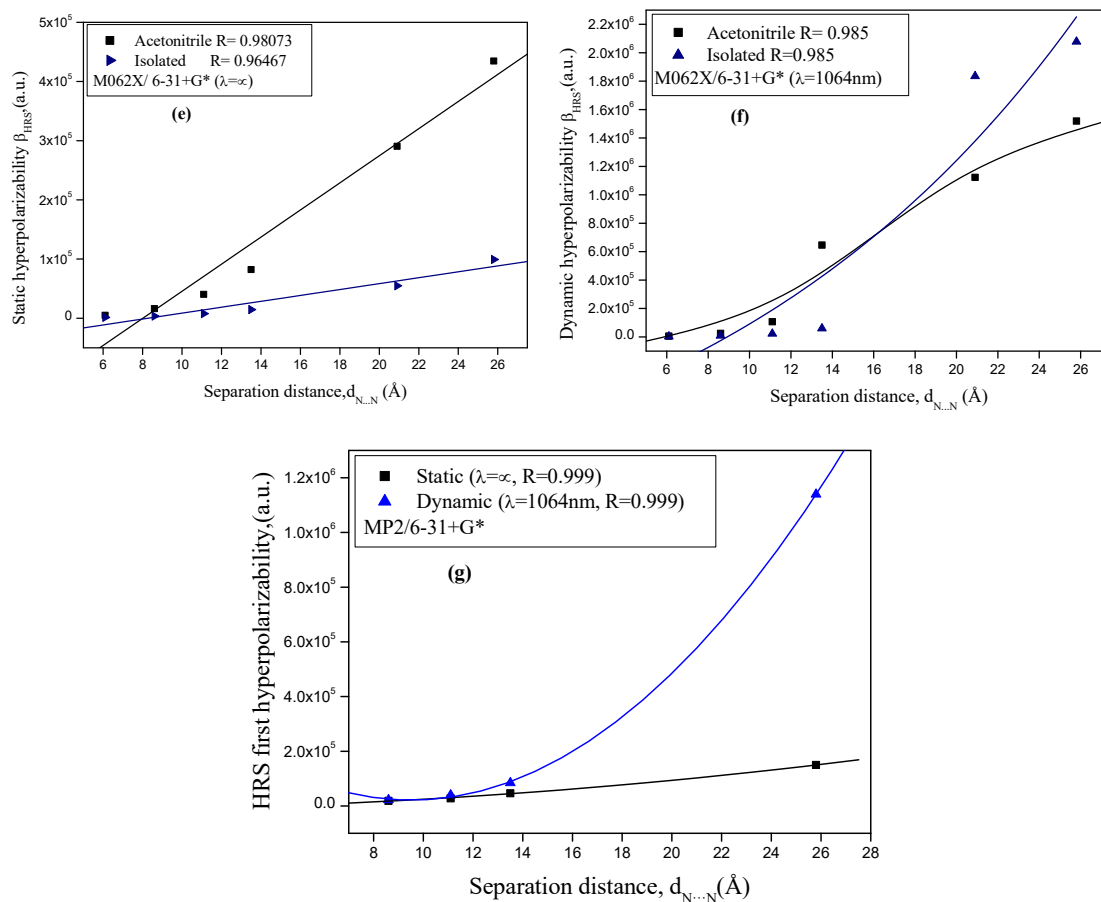 5x10⁵
4x10⁵
3x10⁵
2x10⁵
1x10⁵
0
Static hyperpolarizability β_HRS,(a.u.)
Acetonitrile R= 0.98073
Isolated R= 0.96467
M062X/ 6-31+G* (λ=∞)
(e)
6 8 10 12 14 16 18 20 22 24 26
Separation distance,d_N...N (Å)
2.2x10⁶
2.0x10⁶
1.8x10⁶
1.6x10⁶
1.4x10⁶
1.2x10⁶
1.0x10⁶
8.0x10⁵
6.0x10⁵
4.0x10⁵
2.0x10⁵
0.0
Dynamic hyperpolarizability β_HRS,(a.u.)
Acetonitrile R=0.985
Isolated R=0.985
M062X/6-31+G* (λ=1064nm)
(f)
6 8 10 12 14 16 18 20 22 24 26
Separation distance, d_N...N (Å)
1.2x10⁶
1.0x10⁶
8.0x10⁵
6.0x10⁵
4.0x10⁵
2.0x10⁵
0.0
HRS first hyperpolarizability,(a.u.)
Static (λ=∞, R=0.999)
Dynamic (λ=1064nm, R=0.999)
MP2/6-31+G*
(g)
8 10 12 14 16 18 20 22 24 26 28
Separation distance, d_N...N(Å)